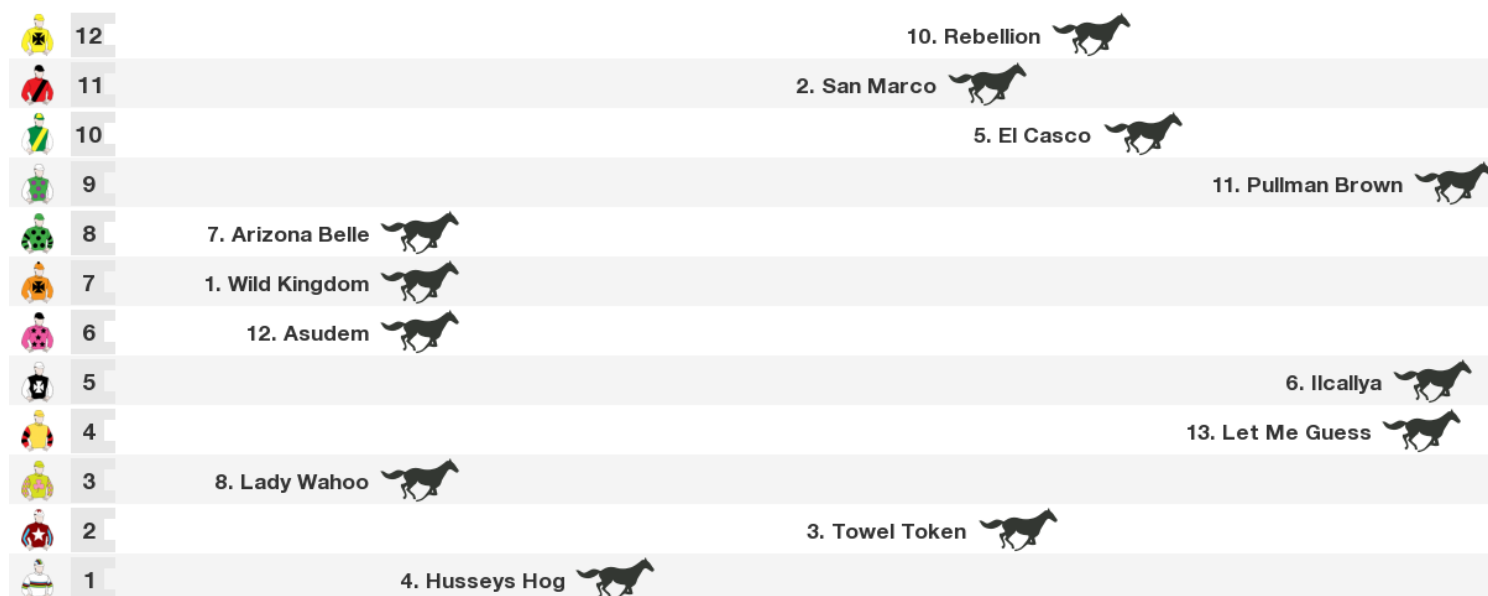 12 10. Rebellion
11 2. San Marco
10 5. El Casco
9 11. Pullman Brown
8 7. Arizona Belle
7 1. Wild Kingdom
6 12. Asudem
5 6. Ilcallya
4 13. Let Me Guess
3 8. Lady Wahoo
2 3. Towel Token
1 4. Husseys Hog